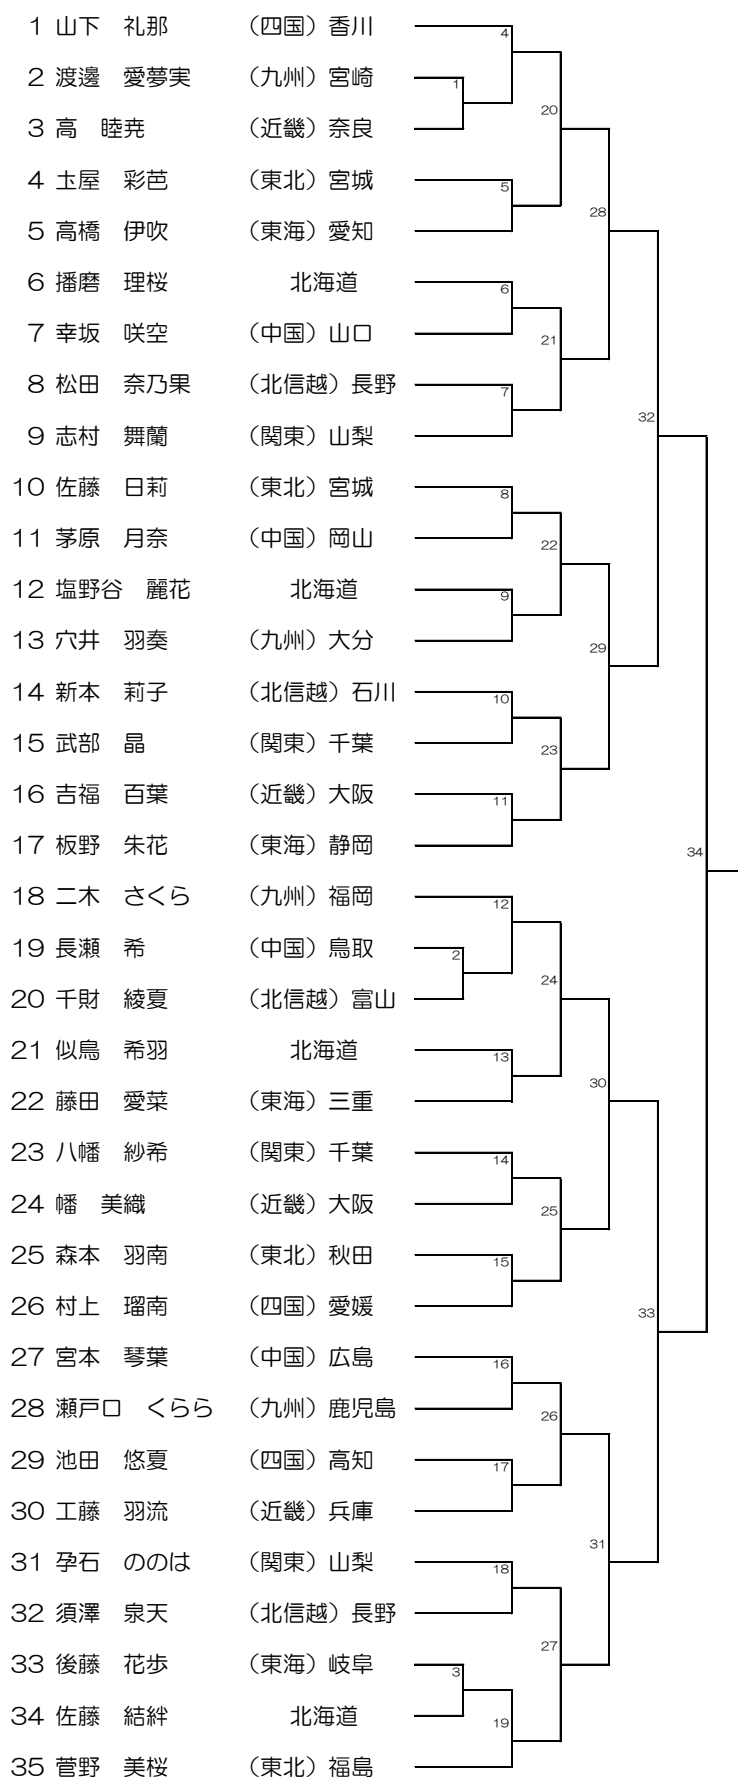 1 山下　礼那 （四国）香川
4
2 渡邊　愛夢実 （九州）宮崎
1
20
3 高　睦尭 （近畿）奈良
4 土屋　彩芭 （東北）宮城
5
28
5 高橋　伊吹 （東海）愛知
6 播磨　理桜 北海道
6
7 幸坂　咲空 （中国）山口
21
8 松田　奈乃果 （北信越）長野
7
32
9 志村　舞蘭 （関東）山梨
10 佐藤　日莉 （東北）宮城
8
11 茅原　月奈 （中国）岡山
22
12 塩野谷　麗花 北海道
9
13 穴井　羽奏 （九州）大分
29
14 新本　莉子 （北信越）石川
10
15 武部　晶 （関東）千葉
23
16 吉福　百葉 （近畿）大阪
11
17 板野　朱花 （東海）静岡
34
18 二木　さくら （九州）福岡
12
19 長瀬　希 （中国）鳥取
2
24
20 千財　綾夏 （北信越）富山
21 似鳥　希羽 北海道
13
30
22 藤田　愛菜 （東海）三重
23 八幡　紗希 （関東）千葉
14
24 幡　美織 （近畿）大阪
25
25 森本　羽南 （東北）秋田
15
26 村上　瑠南 （四国）愛媛
33
27 宮本　琴葉 （中国）広島
16
28 瀬戸口　くらら （九州）鹿児島
26
29 池田　悠夏 （四国）高知
17
30 工藤　羽流 （近畿）兵庫
31
31 孕石　ののは （関東）山梨
18
32 須澤　泉天 （北信越）長野
27
33 後藤　花歩 （東海）岐阜
3
34 佐藤　結絆 北海道
19
35 菅野　美桜 （東北）福島